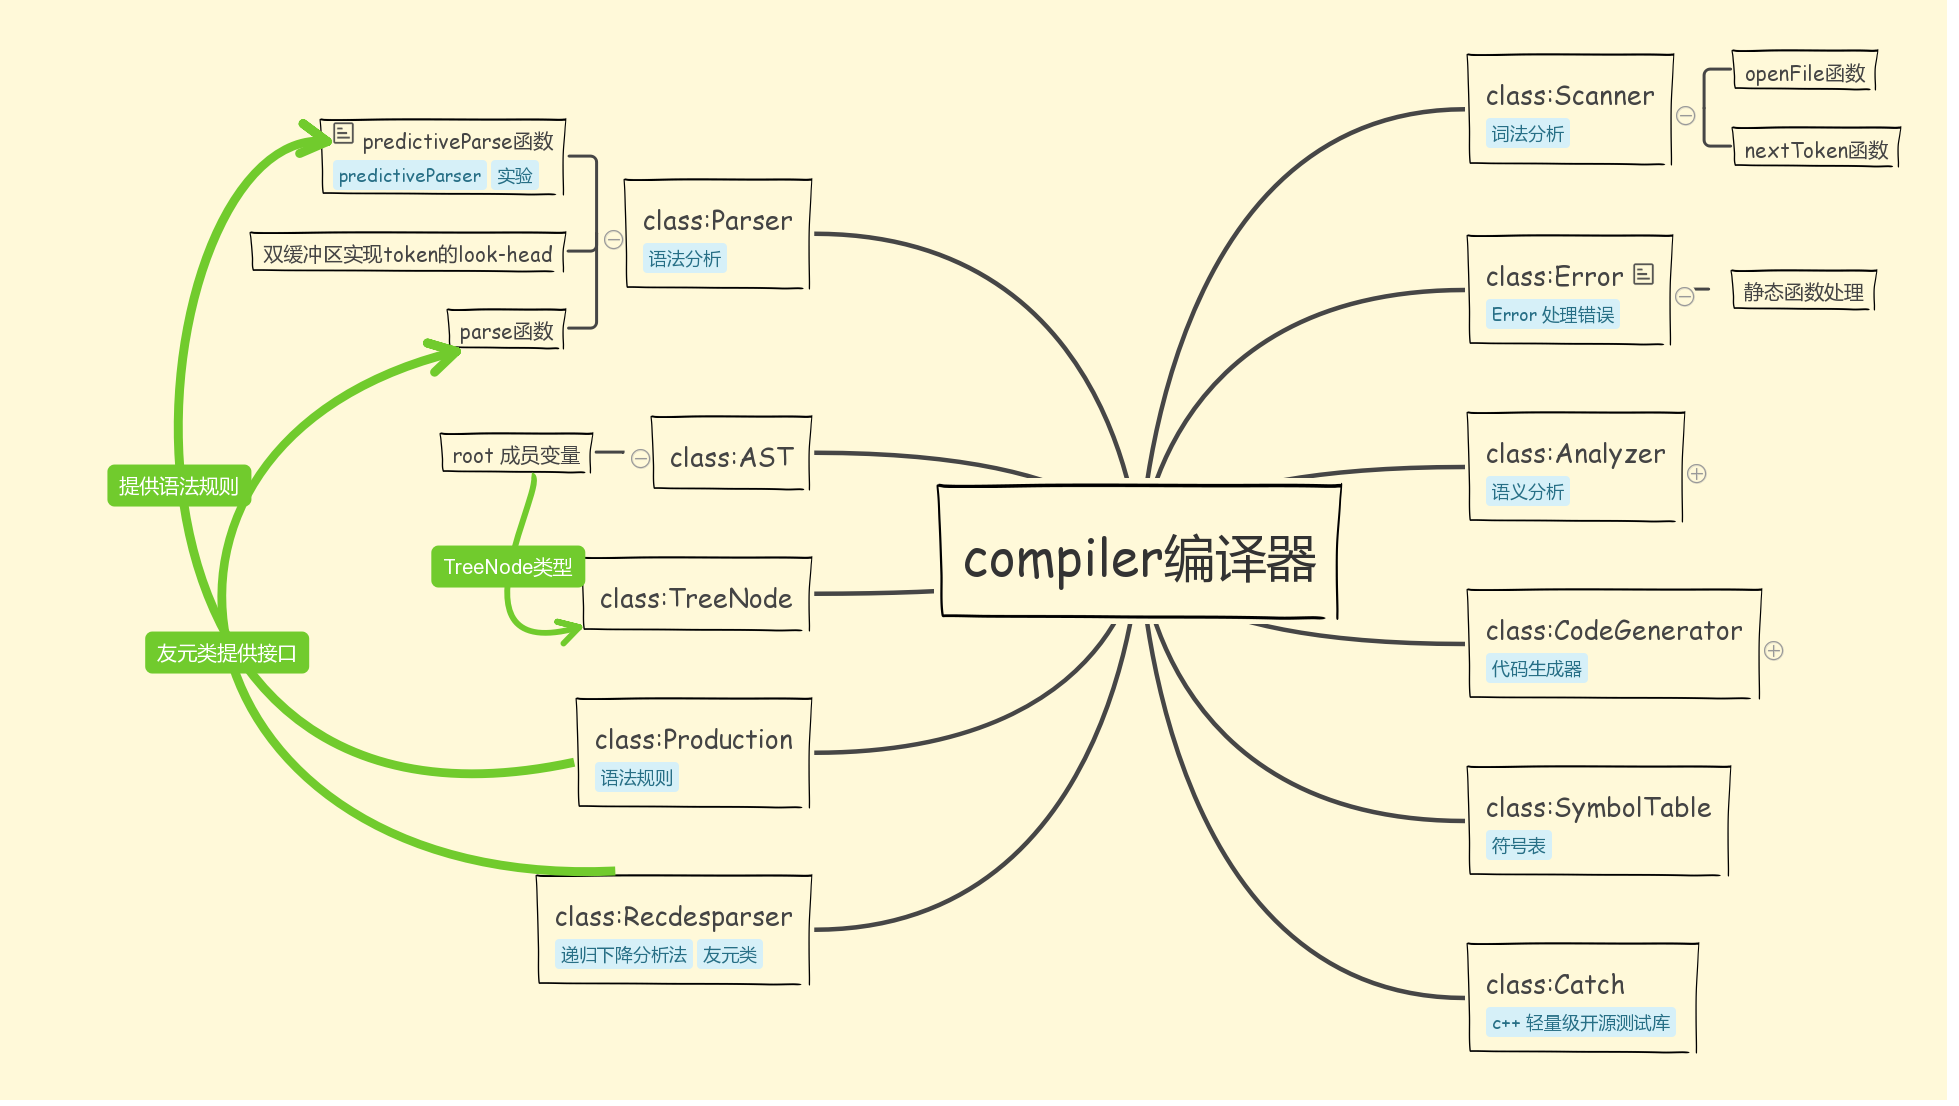 compiler编译器
class:Scanner
词法分析
openFile函数
nextToken函数
class:Error
Error 处理错误
静态函数处理
class:Analyzer
语义分析
class:CodeGenerator
代码生成器
class:SymbolTable
符号表
class:Catch
c++ 轻量级开源测试库
class:Parser
语法分析
predictiveParse函数
predictiveParser 实验
双缓冲区实现token的look-head
parse函数
class:AST
root 成员变量
TreeNode类型
class:TreeNode
class:Production
语法规则
class:Recdesparser
递归下降分析法 友元类
提供语法规则
友元类提供接口